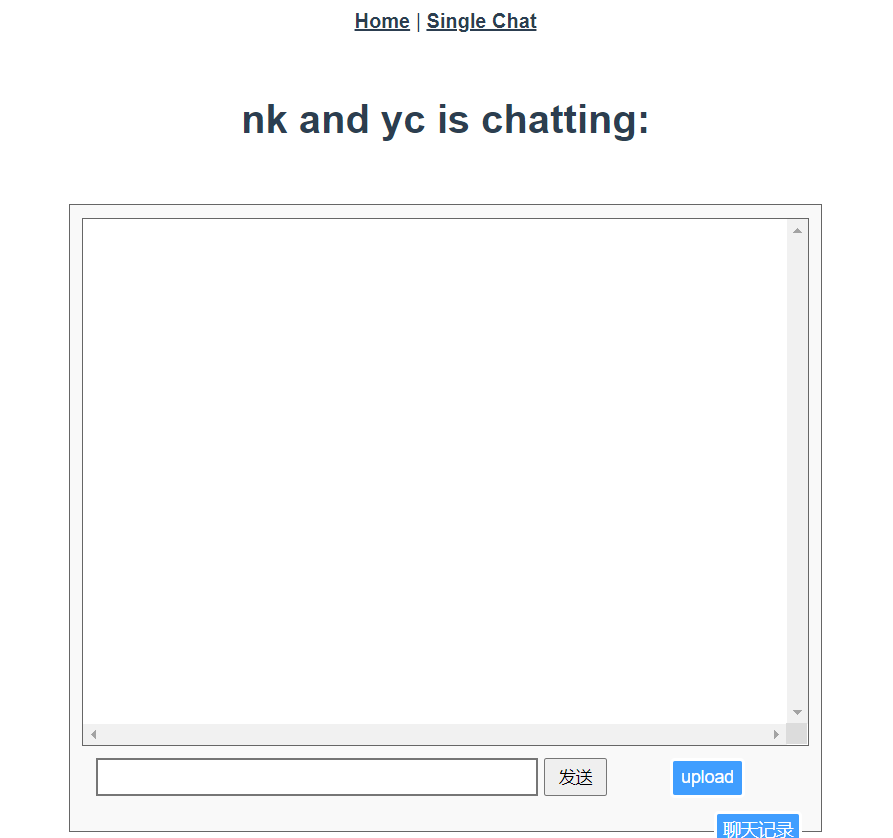 Home | Single Chat
nk and yc is chatting:
发送 upload
聊天记录